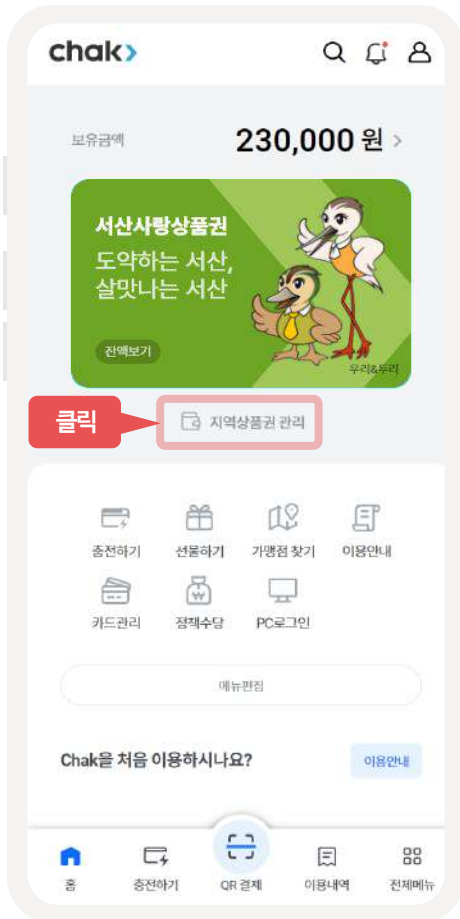 chak
보유금액 230,000 원
서산사랑상품권
도약하는 서산,
살맛나는 서산
잔액보기
우리&두리
클릭 지역상품권 관리
충전하기 선물하기 가맹점 찾기 이용안내
카드관리 정책수당 PC로그인
메뉴편집
Chak을 처음 이용하시나요? 이용안내
홈 충전하기 QR 결제 이용내역 전체메뉴